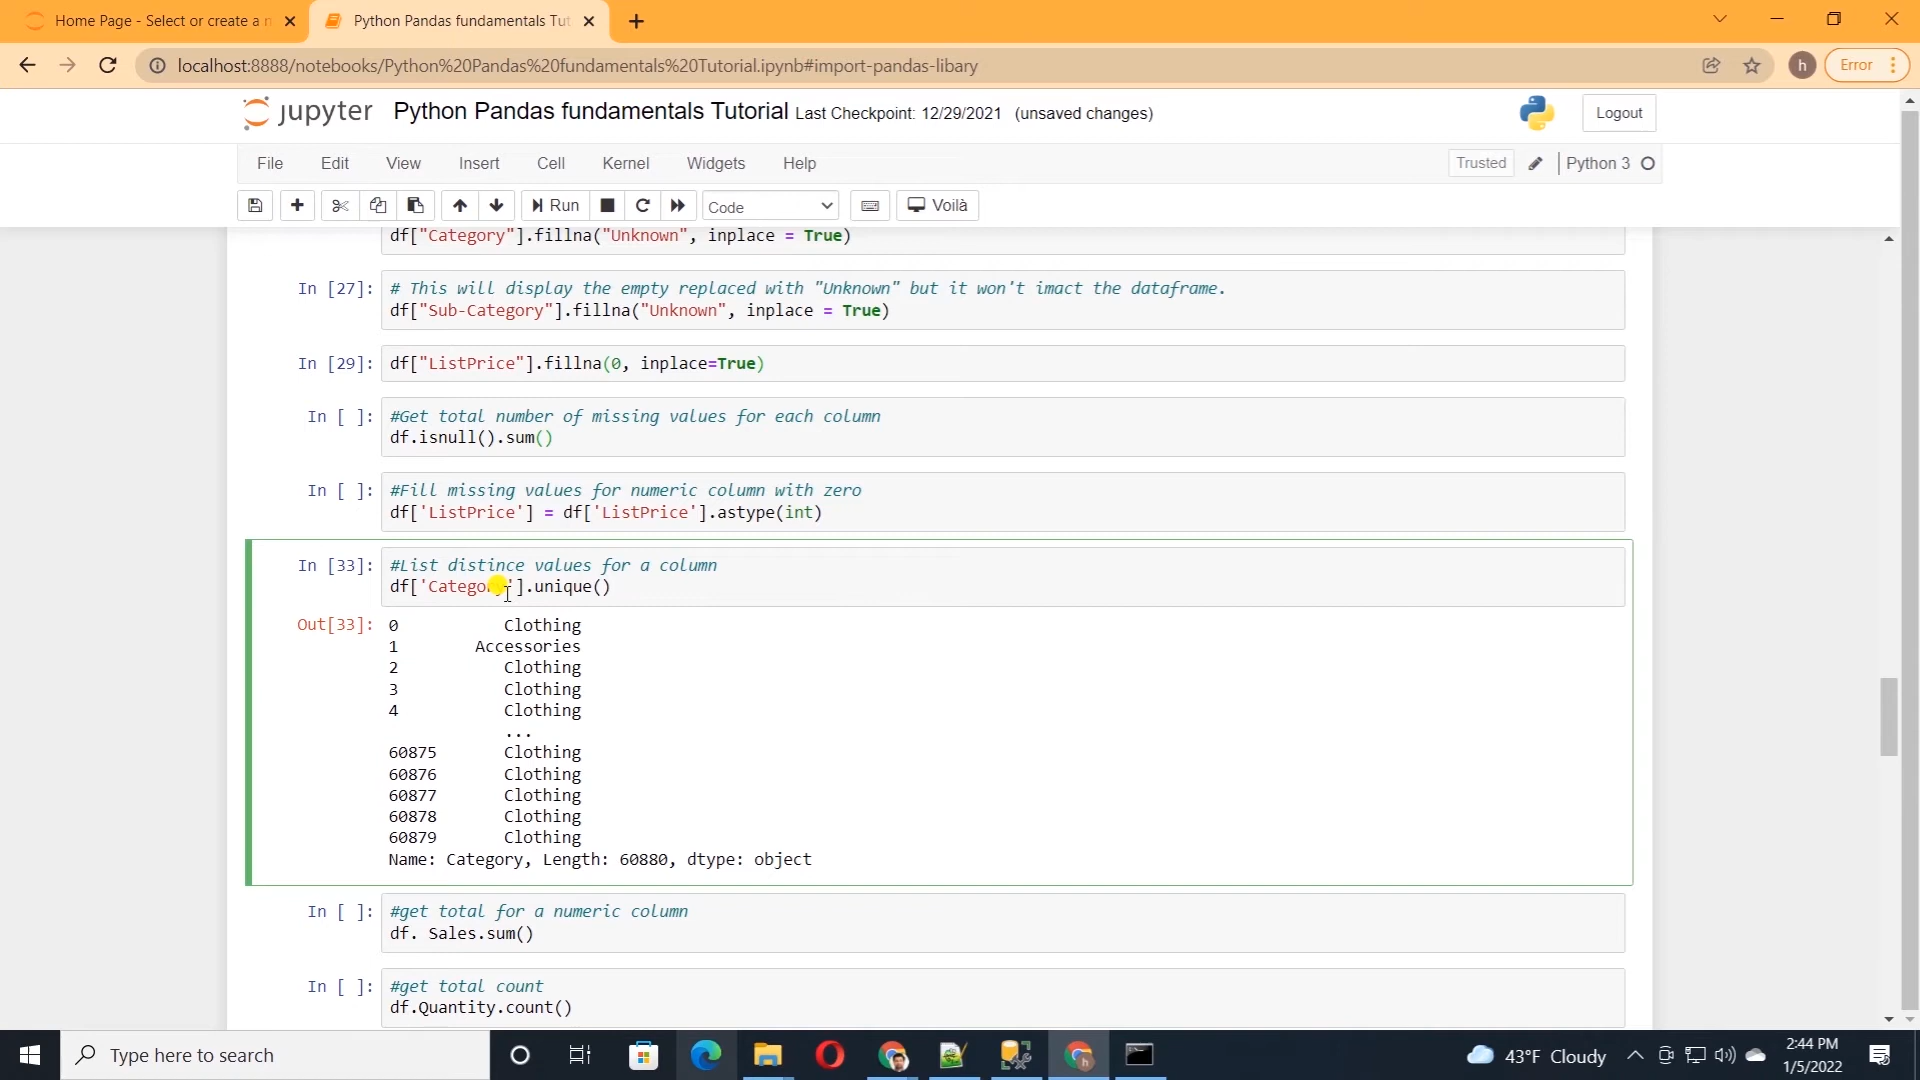 Home Page - Select or create a n
Python Pandas fundamentals Tut
localhost:8888/notebooks/Python%20Pandas%20fundamentals%20Tutorial.ipynb#import-pandas-libary
h
Error
jupyter Python Pandas fundamentals Tutorial Last Checkpoint: 12/29/2021 (unsaved changes)
Logout
File Edit View Insert Cell Kernel Widgets Help
Trusted
Python 3
Run
Code
Voilà
df["Category"].fillna("Unknown", inplace = True)
In [27]: # This will display the empty replaced with "Unknown" but it won't imact the dataframe.
df["Sub-Category"].fillna("Unknown", inplace = True)
In [29]: df["ListPrice"].fillna(0, inplace=True)
In [ ]: #Get total number of missing values for each column
df.isnull().sum()
In [ ]: #Fill missing values for numeric column with zero
df['ListPrice'] = df['ListPrice'].astype(int)
In [33]: #List distince values for a column
df['Category'].unique()
Out[33]: 0 Clothing
1 Accessories
2 Clothing
3 Clothing
4 Clothing
...
60875 Clothing
60876 Clothing
60877 Clothing
60878 Clothing
60879 Clothing
Name: Category, Length: 60880, dtype: object
In [ ]: #get total for a numeric column
df. Sales.sum()
In [ ]: #get total count
df.Quantity.count()
Type here to search
43°F Cloudy
2:44 PM
1/5/2022